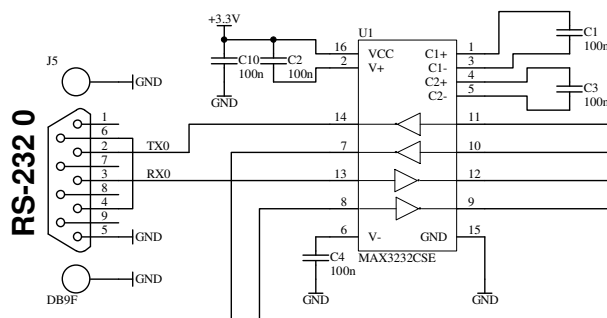 +3.3V
U1
C1
100n
C10
100n
C2
100n
16
2
VCC
V+
C1+
C1-
C2+
C2-
1
3
4
5
C3
100n
J5
GND
GND
RS-232 0
1
6
2
7
3
8
4
9
5
TX0
RX0
GND
GND
DB9F
14
7
13
8
11
10
12
9
6
V-
GND
15
C4
100n
MAX3232CSE
GND
GND